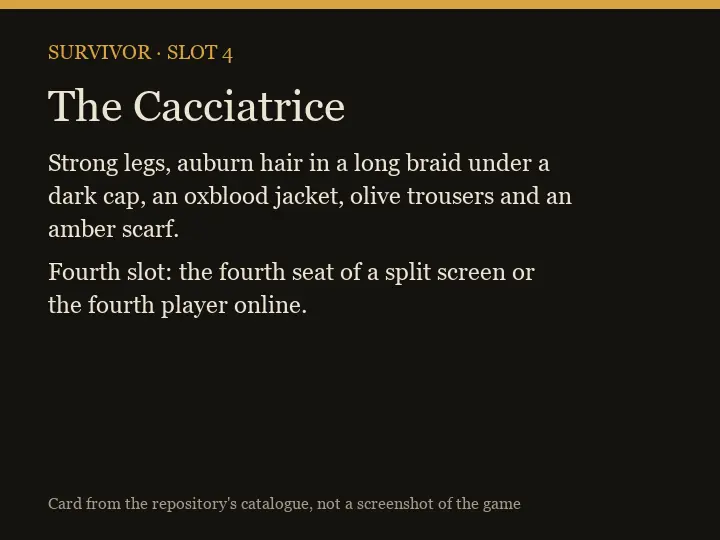 SURVIVOR · SLOT 4
The Cacciatrice
Strong legs, auburn hair in a long braid under a
dark cap, an oxblood jacket, olive trousers and an
amber scarf.
Fourth slot: the fourth seat of a split screen or
the fourth player online.
Card from the repository's catalogue, not a screenshot of the game